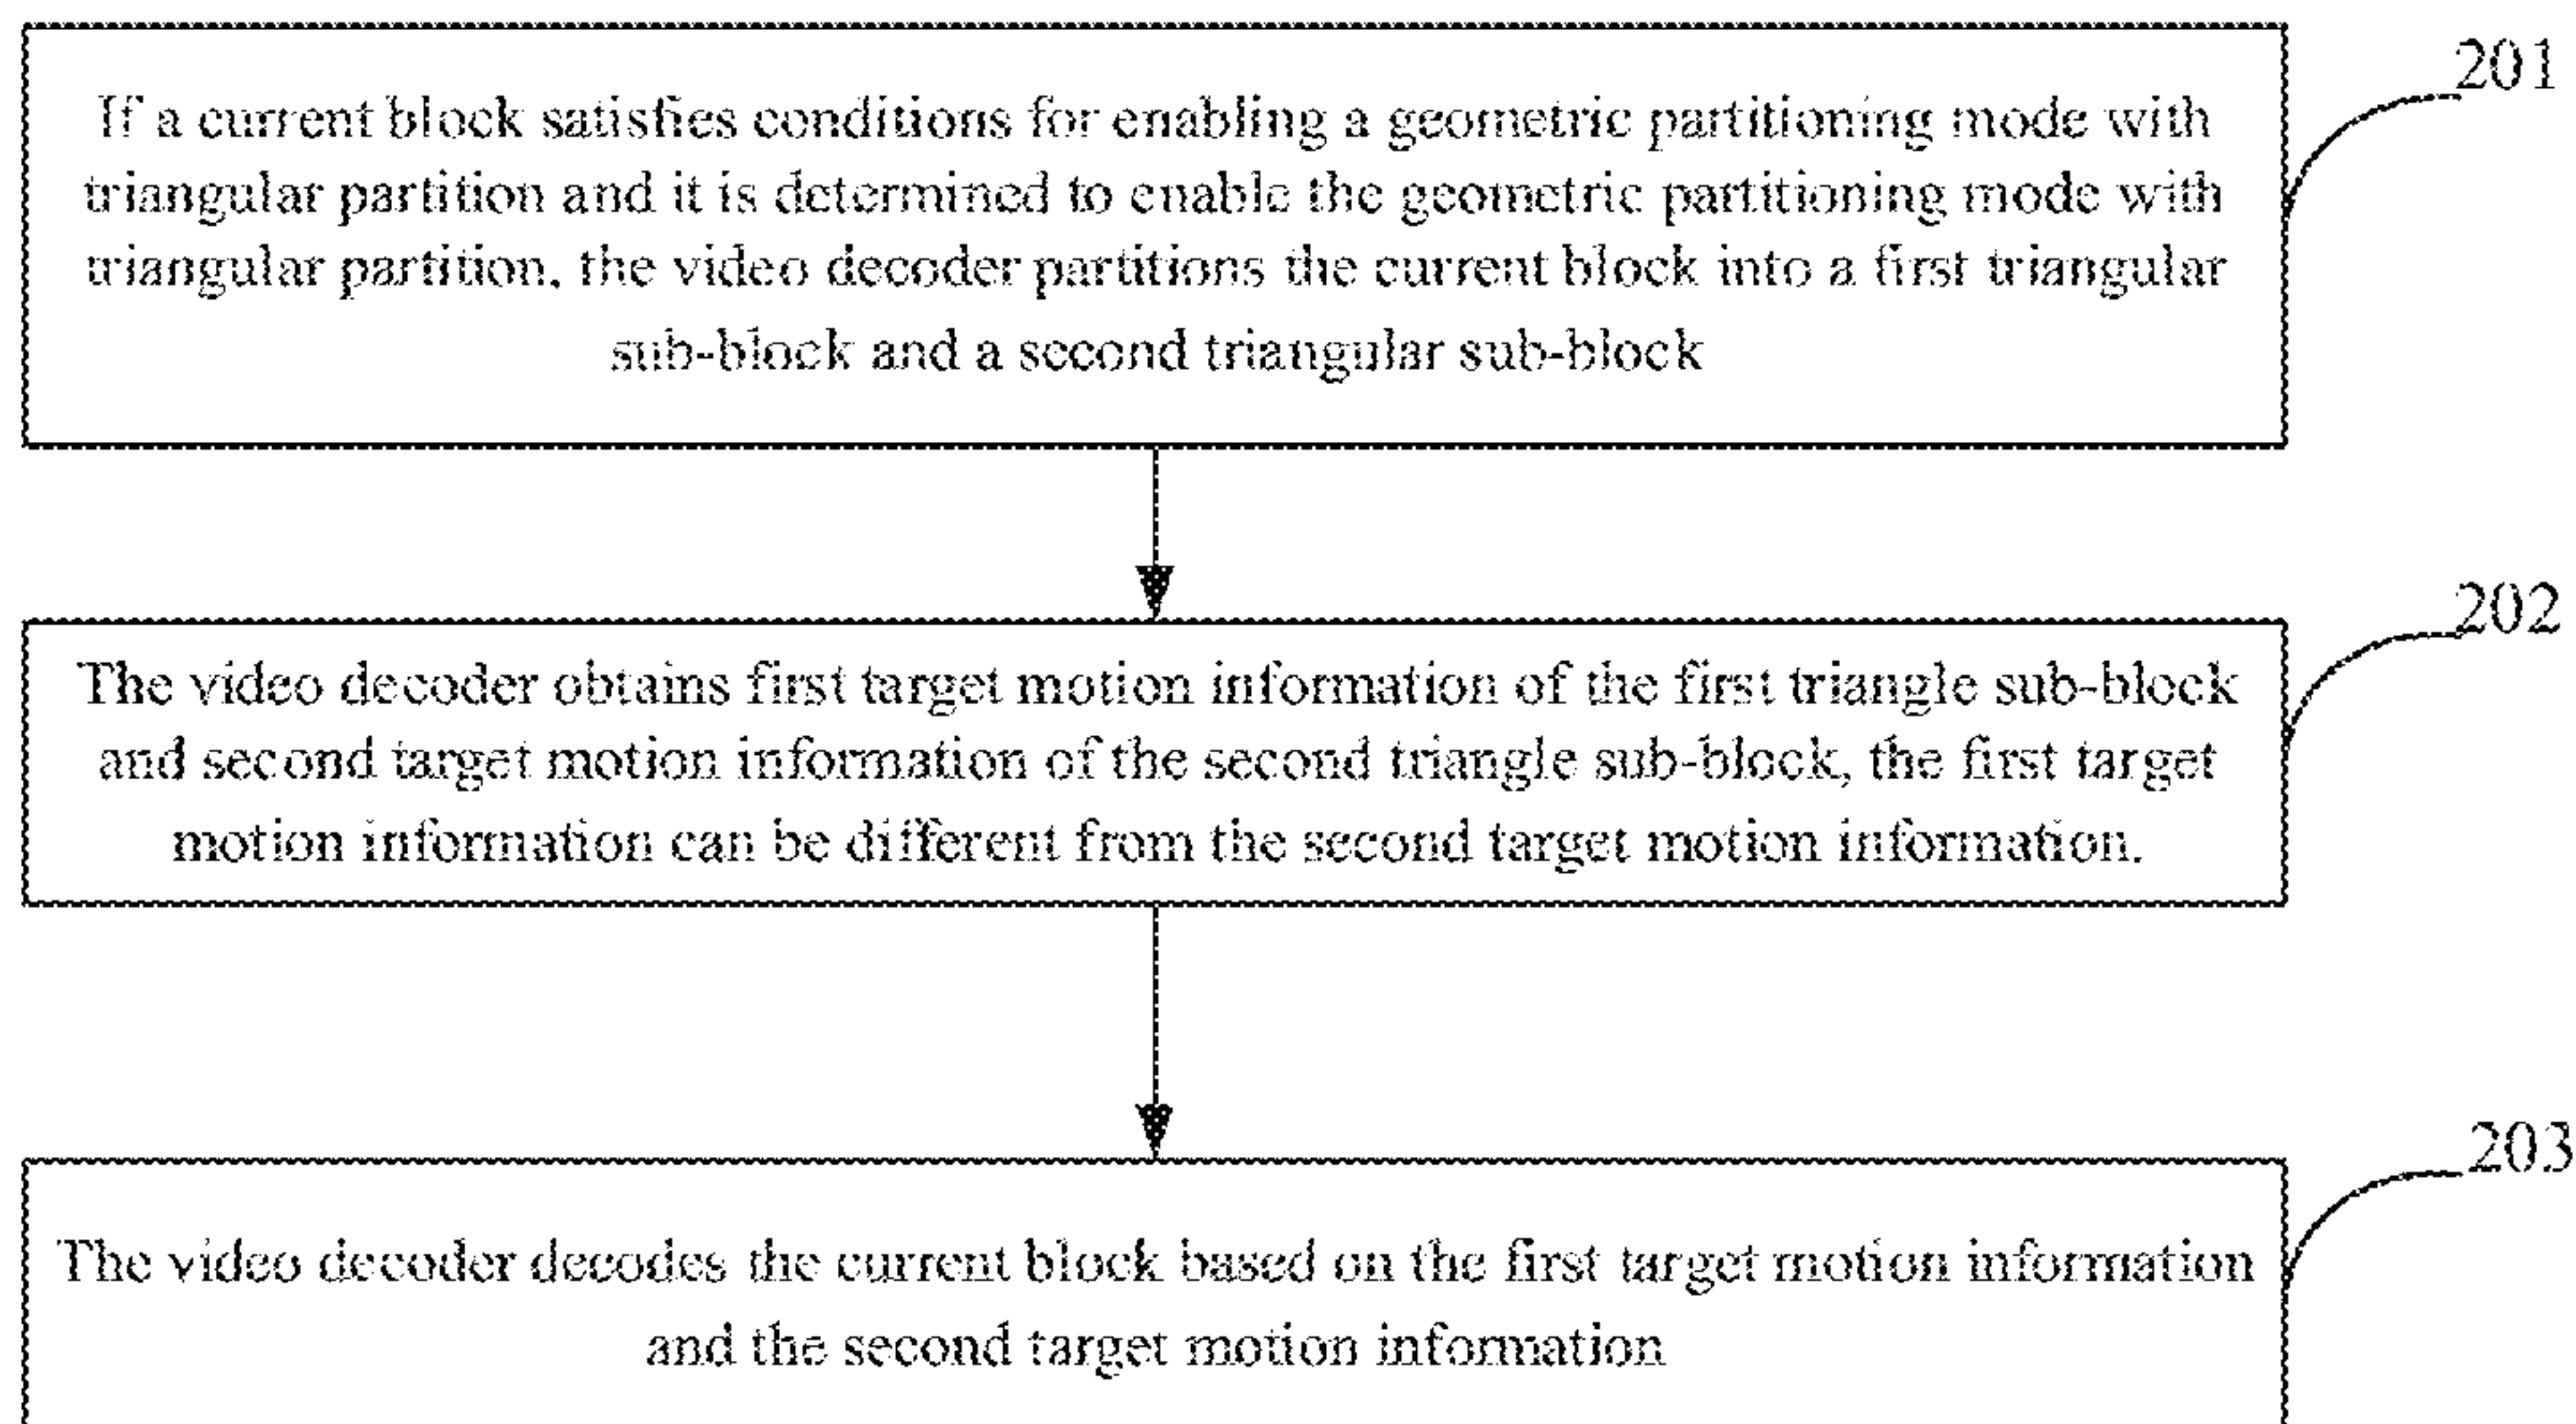 201
If a current block satisfies conditions for enabling a geometric partitioning mode with
triangular partition and it is determined to enable the geometric partitioning mode with
triangular partition, the video decoder partitions the current block into a first triangular
sub-block and a second triangular sub-block
202
The video decoder obtains first target motion information of the first triangle sub-block
and second target motion information of the second triangle sub-block, the first target
motion information can be different from the second target motion information.
203
The video decoder decodes the current block based on the first target motion information
and the second target motion information